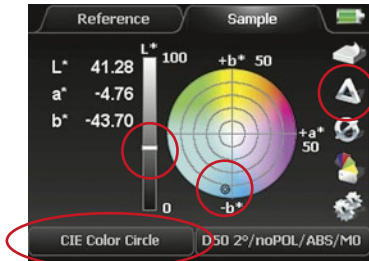 Reference Sample
L* 41.28
a* -4.76
b* -43.70
L*
100
0
+b* 50
+a*
50
-b*
CIE Color Circle
D50 2°/noPOL/ABS/M0